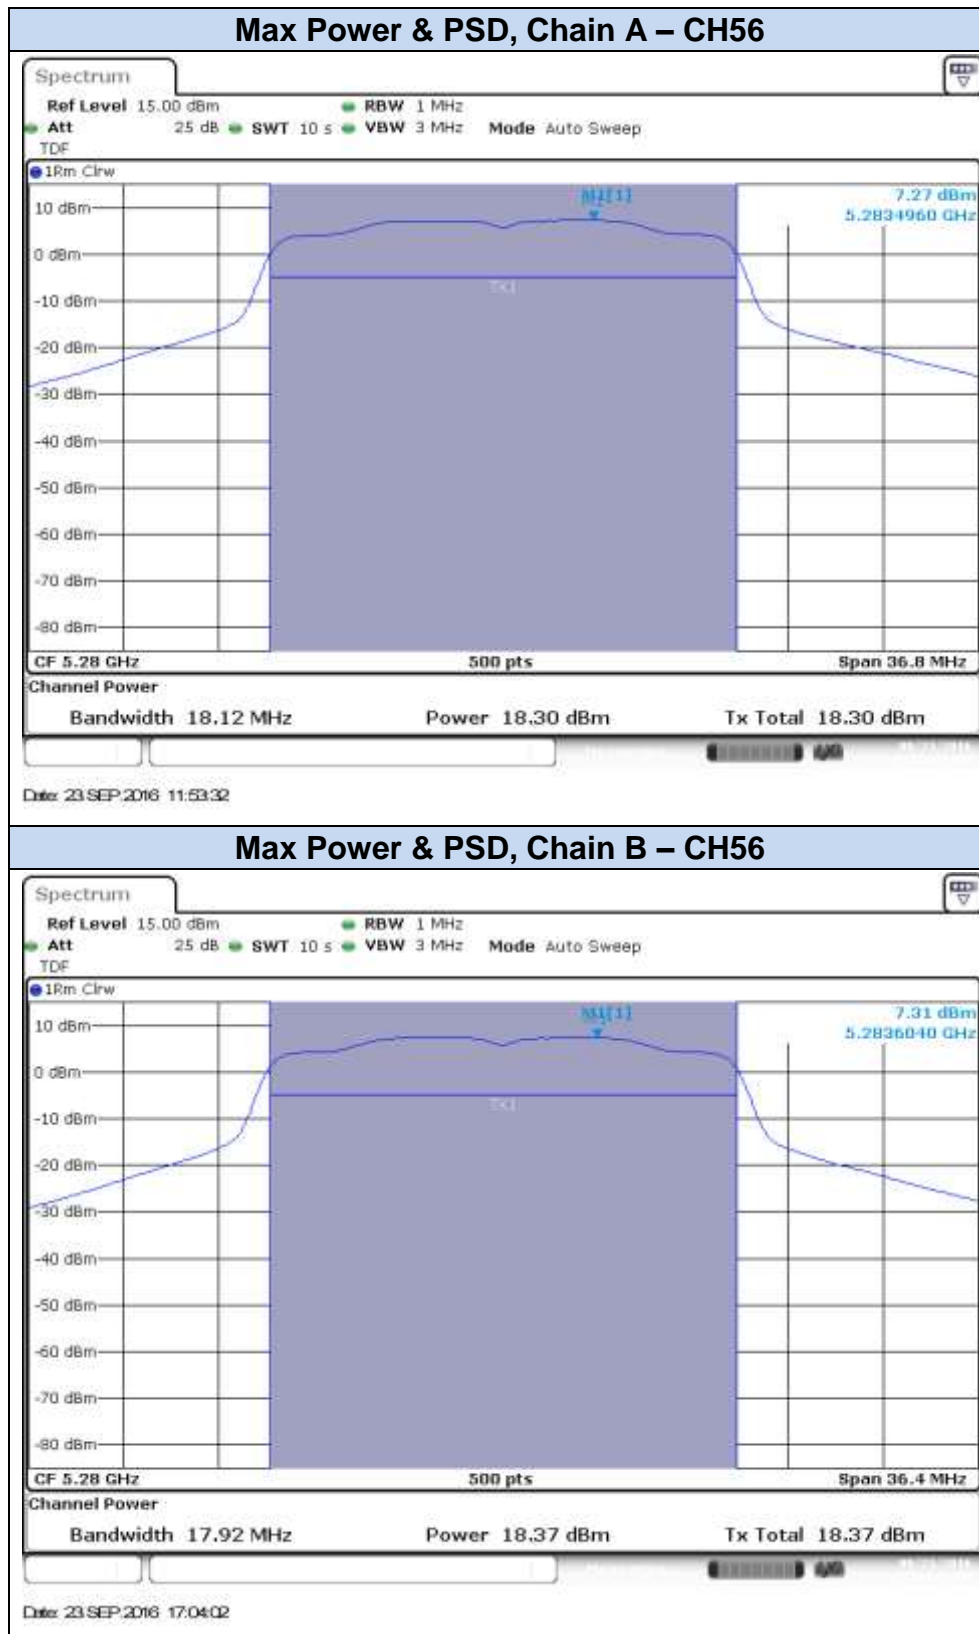 Max Power & PSD, Chain A – CH56
Spectrum
Ref Level 15.00 dBm RBW 1 MHz
Att 25 dB SWT 10 s VBW 3 MHz Mode Auto Sweep
TDF
1Rm Clrw
M1[1] 7.27 dBm
5.2834960 GHz
10 dBm
0 dBm
-10 dBm
TX1
-20 dBm
-30 dBm
-40 dBm
-50 dBm
-60 dBm
-70 dBm
-80 dBm
CF 5.28 GHz 500 pts Span 36.8 MHz
Channel Power
Bandwidth 18.12 MHz Power 18.30 dBm Tx Total 18.30 dBm
Date: 23.SEP.2016 11:53:32
Max Power & PSD, Chain B – CH56
Spectrum
Ref Level 15.00 dBm RBW 1 MHz
Att 25 dB SWT 10 s VBW 3 MHz Mode Auto Sweep
TDF
1Rm Clrw
M1[1] 7.31 dBm
5.2836040 GHz
10 dBm
0 dBm
-10 dBm
TX1
-20 dBm
-30 dBm
-40 dBm
-50 dBm
-60 dBm
-70 dBm
-80 dBm
CF 5.28 GHz 500 pts Span 36.4 MHz
Channel Power
Bandwidth 17.92 MHz Power 18.37 dBm Tx Total 18.37 dBm
Date: 23.SEP.2016 17:04:02